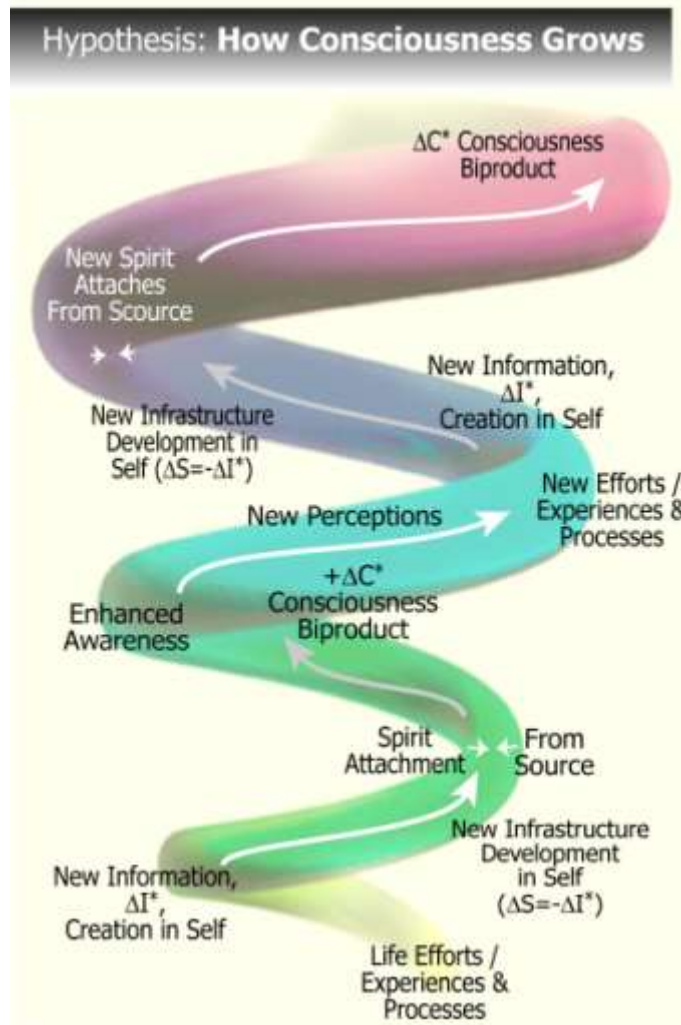 Hypothesis: How Consciousness Grows
ΔC* Consciousness
Biproduct
New Spirit
Attaches
From Scource
New Information,
ΔI*,
Creation in Self
New Infrastructure
Development in
Self (ΔS=-ΔI*)
New Efforts /
Experiences &
Processes
New Perceptions
+ΔC*
Consciousness
Biproduct
Enhanced
Awareness
Spirit
Attachment
From
Source
New Infrastructure
Development
in Self
(ΔS=-ΔI*)
New Information,
ΔI*,
Creation in Self
Life Efforts /
Experiences &
Processes